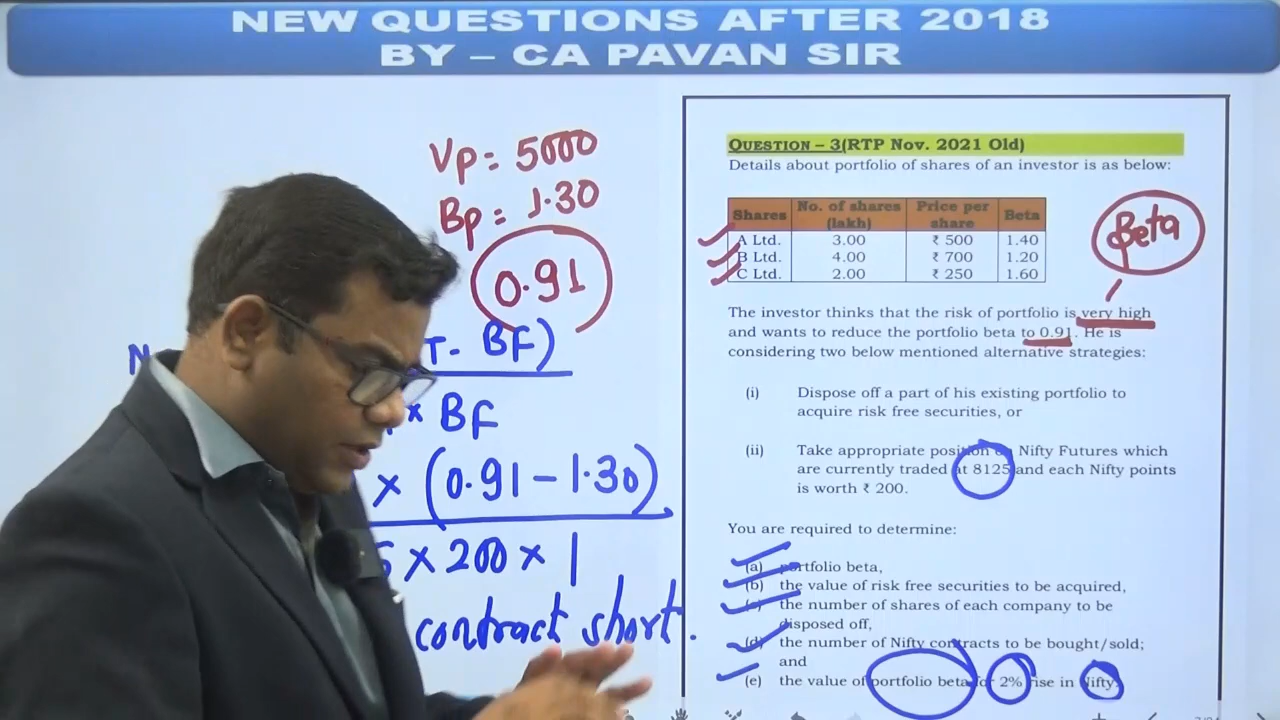 NEW QUESTIONS AFTER 2018
BY – CA PAVAN SIR
Vp = 5000
Bp = 1.30
0.91
N
T- BF)
× BF
× (0.91 – 1.30)
× 200 × 1
contract short.
QUESTION – 3(RTP Nov. 2021 Old)
Details about portfolio of shares of an investor is as below:
Shares No. of shares (lakh) Price per share Beta
A Ltd. 3.00 ₹ 500 1.40
B Ltd. 4.00 ₹ 700 1.20
C Ltd. 2.00 ₹ 250 1.60
Beta
The investor thinks that the risk of portfolio is very high
and wants to reduce the portfolio beta to 0.91. He is
considering two below mentioned alternative strategies:
(i) Dispose off a part of his existing portfolio to
acquire risk free securities, or
(ii) Take appropriate position on Nifty Futures which
are currently traded at 8125 and each Nifty points
is worth ₹ 200.
You are required to determine:
(a) portfolio beta,
(b) the value of risk free securities to be acquired,
(c) the number of shares of each company to be
disposed off,
(d) the number of Nifty contracts to be bought/sold;
and
(e) the value of portfolio beta for 2% rise in Nifty.